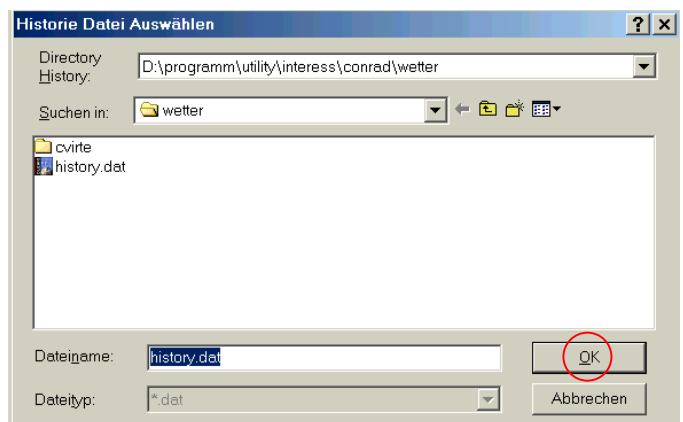 Historie Datei Auswählen
Directory
History:
D:\programm\utility\interess\conrad\wetter
Suchen in:
wetter
cvirte
history.dat
Dateiname:
history.dat
OK
Dateityp:
*.dat
Abbrechen